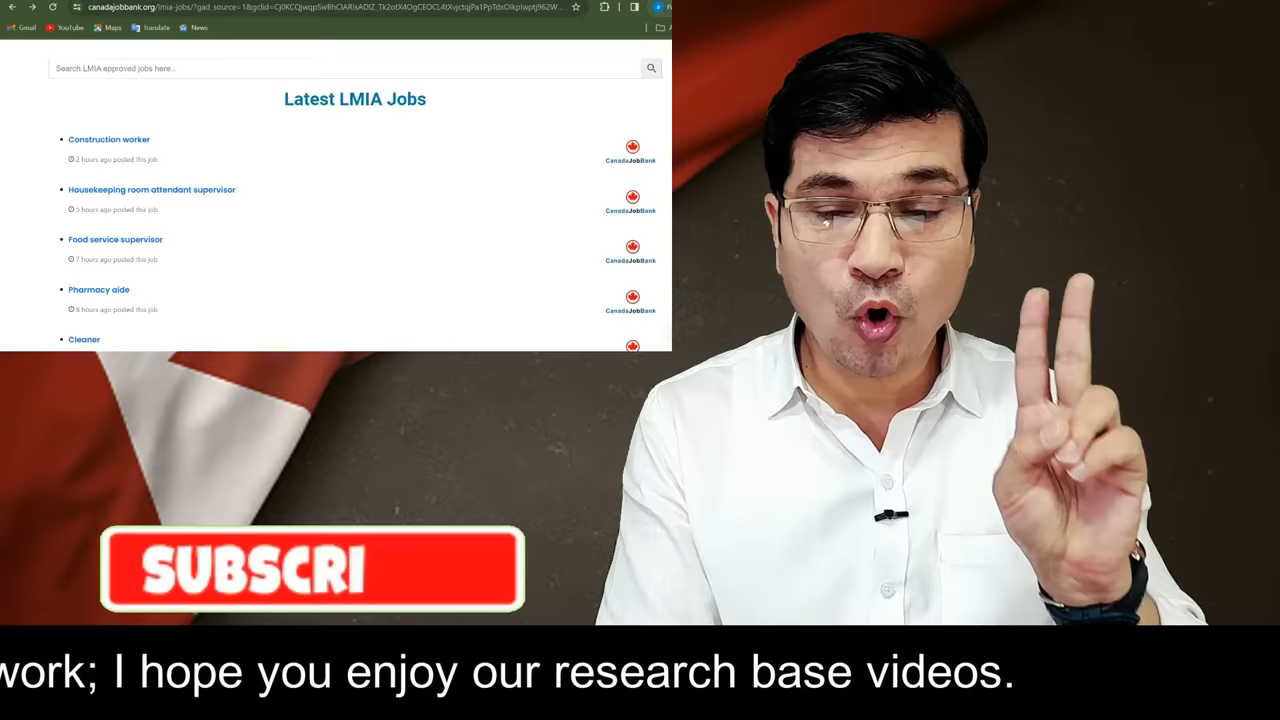 canadajobbank.org/lmia-jobs/?gad_source=1&gclid=
Gmail YouTube Maps Translate News
Search LMIA approved jobs here...
Latest LMIA Jobs
Construction worker
2 hours ago posted this job
CanadaJobBank
Housekeeping room attendant supervisor
5 hours ago posted this job
CanadaJobBank
Food service supervisor
7 hours ago posted this job
CanadaJobBank
Pharmacy aide
8 hours ago posted this job
CanadaJobBank
Cleaner
SUBSCRI
work; I hope you enjoy our research base videos.